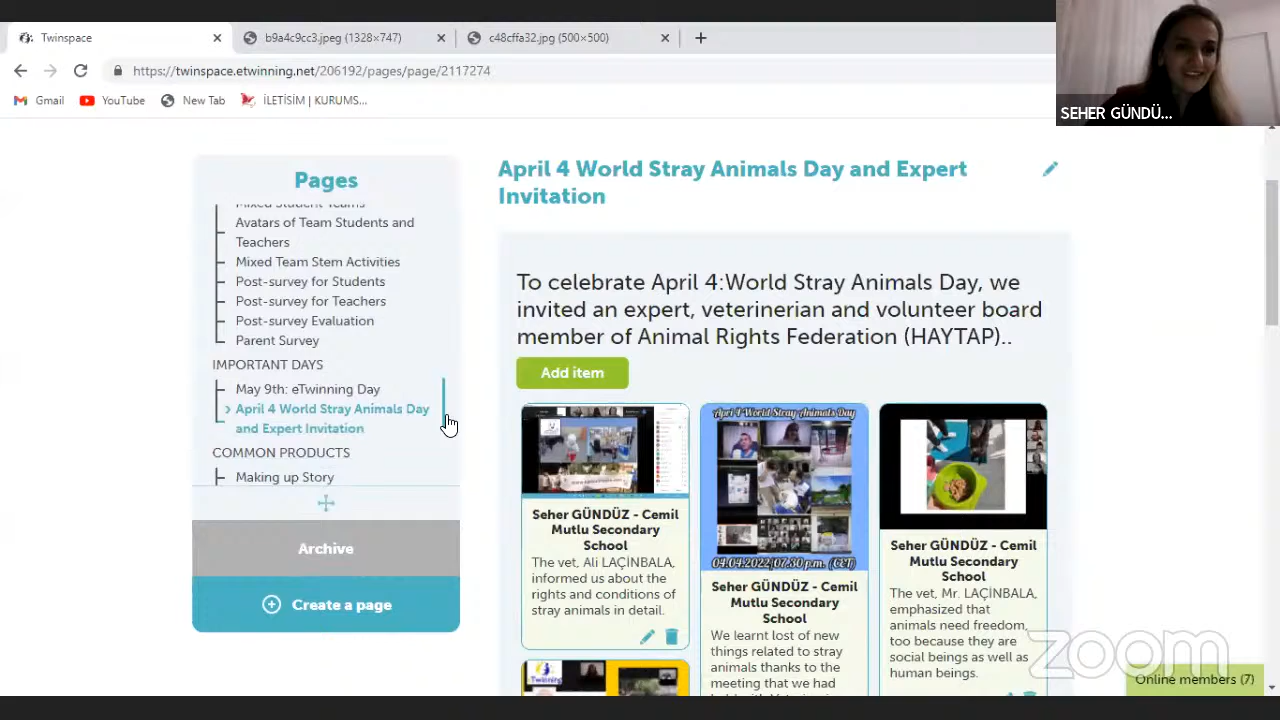 Twinspace
b9a4c9cc3.jpeg (1328×747)
c48cffa32.jpg (500×500)
https://twinspace.etwinning.net/206192/pages/page/2117274
Gmail
YouTube
New Tab
İLETİSİM | KURUMS...
SEHER GÜNDÜ...
Pages
Mixed Student Teams
Avatars of Team Students and
Teachers
Mixed Team Stem Activities
Post-survey for Students
Post-survey for Teachers
Post-survey Evaluation
Parent Survey
IMPORTANT DAYS
May 9th: eTwinning Day
April 4 World Stray Animals Day
and Expert Invitation
COMMON PRODUCTS
Making up Story
Archive
Create a page
April 4 World Stray Animals Day and Expert
Invitation
To celebrate April 4:World Stray Animals Day, we
invited an expert, veterinerian and volunteer board
member of Animal Rights Federation (HAYTAP)..
Add item
Seher GÜNDÜZ - Cemil
Mutlu Secondary
School
The vet, Ali LAÇİNBALA,
informed us about the
rights and conditions of
stray animals in detail.
April 4 World Stray Animals Day
04.04.2022/07.30 p.m. (CET)
Seher GÜNDÜZ - Cemil
Mutlu Secondary
School
We learnt lost of new
things related to stray
animals thanks to the
meeting that we had
Seher GÜNDÜZ - Cemil
Mutlu Secondary
School
The vet, Mr. LAÇİNBALA,
emphasized that
animals need freedom,
too because they are
social beings as well as
human beings.
zoom
Online members (7)